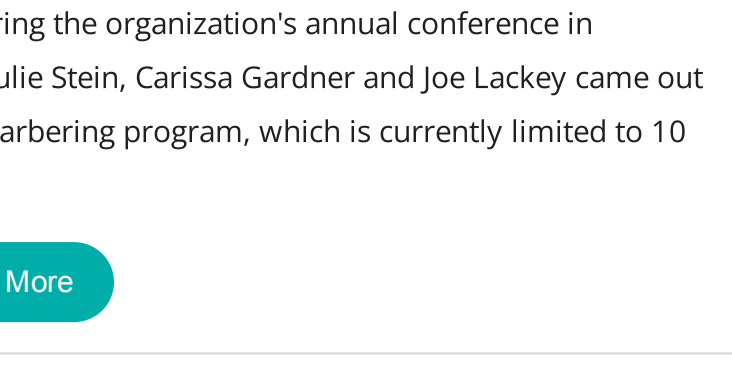 ring the organization's annual conference in
ulie Stein, Carissa Gardner and Joe Lackey came out
arbering program, which is currently limited to 10
More